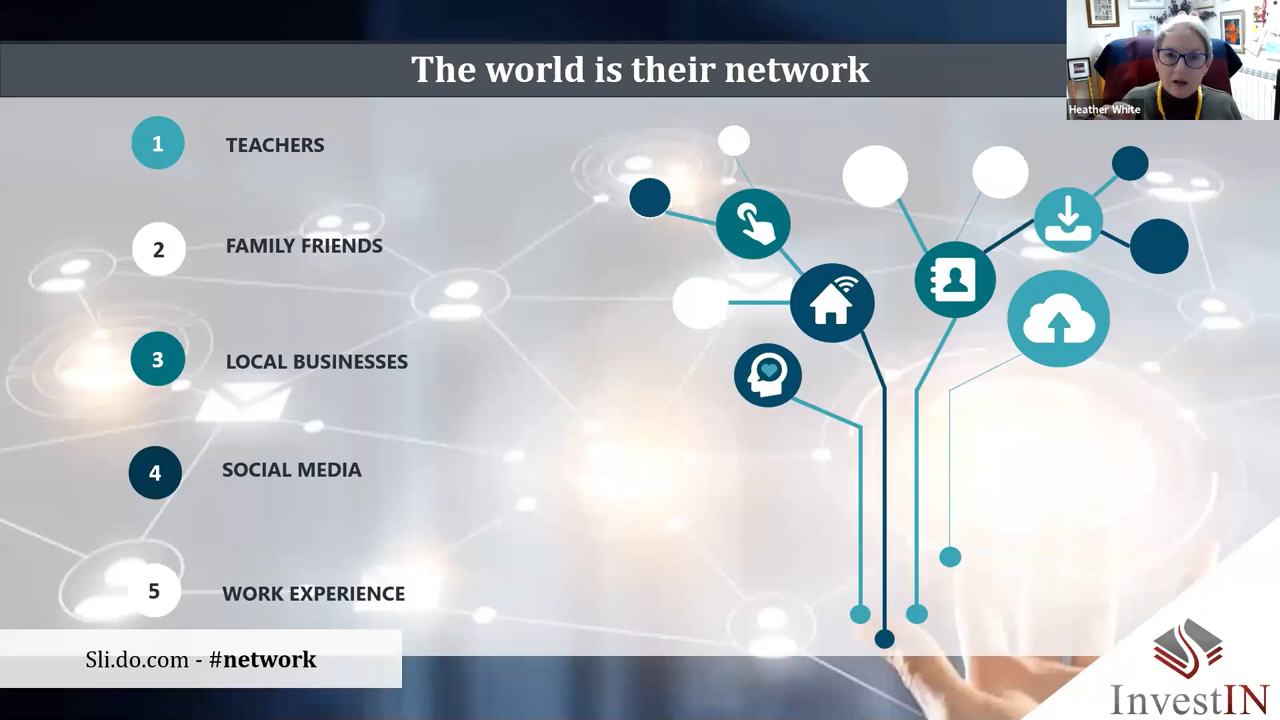 The world is their network
Heather White
1 TEACHERS
2 FAMILY FRIENDS
3 LOCAL BUSINESSES
4 SOCIAL MEDIA
5 WORK EXPERIENCE
Sli.do.com - #network
InvestIN